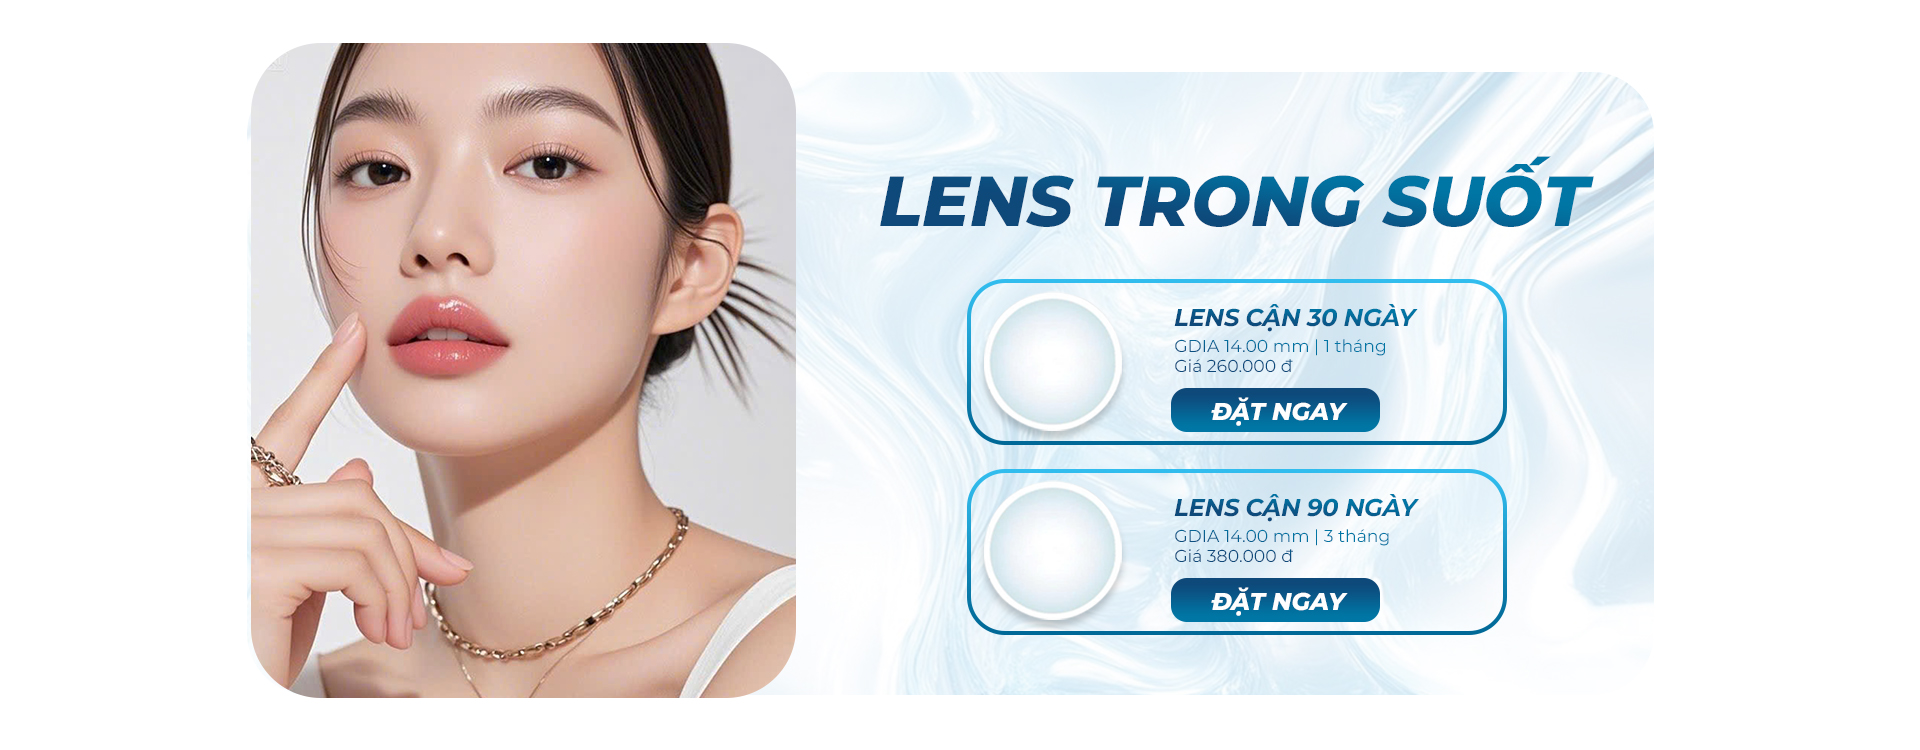 LENS TRONG SUỐT
LENS CẬN 30 NGÀY
GDIA 14.00 mm | 1 tháng
Giá 260.000 đ
ĐẶT NGAY
LENS CẬN 90 NGÀY
GDIA 14.00 mm | 3 tháng
Giá 380.000 đ
ĐẶT NGAY